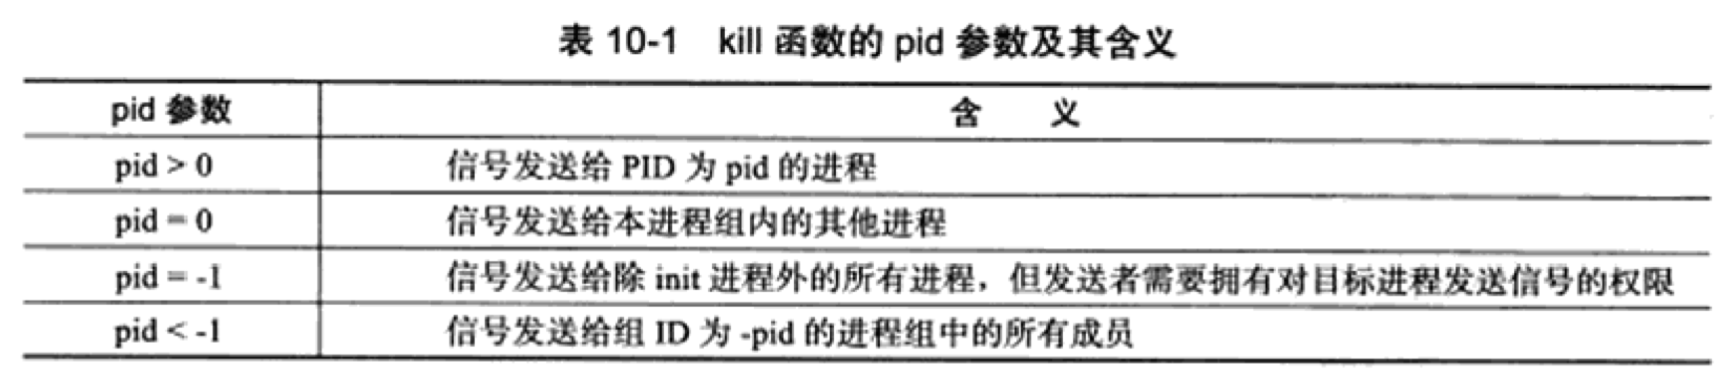 表 10-1 kill 函数的 pid 参数及其含义
pid 参数 含 义
pid > 0 信号发送给 PID 为 pid 的进程
pid = 0 信号发送给本进程组内的其他进程
pid = -1 信号发送给除 init 进程外的所有进程，但发送者需要拥有对目标进程发送信号的权限
pid < -1 信号发送给组 ID 为 -pid 的进程组中的所有成员